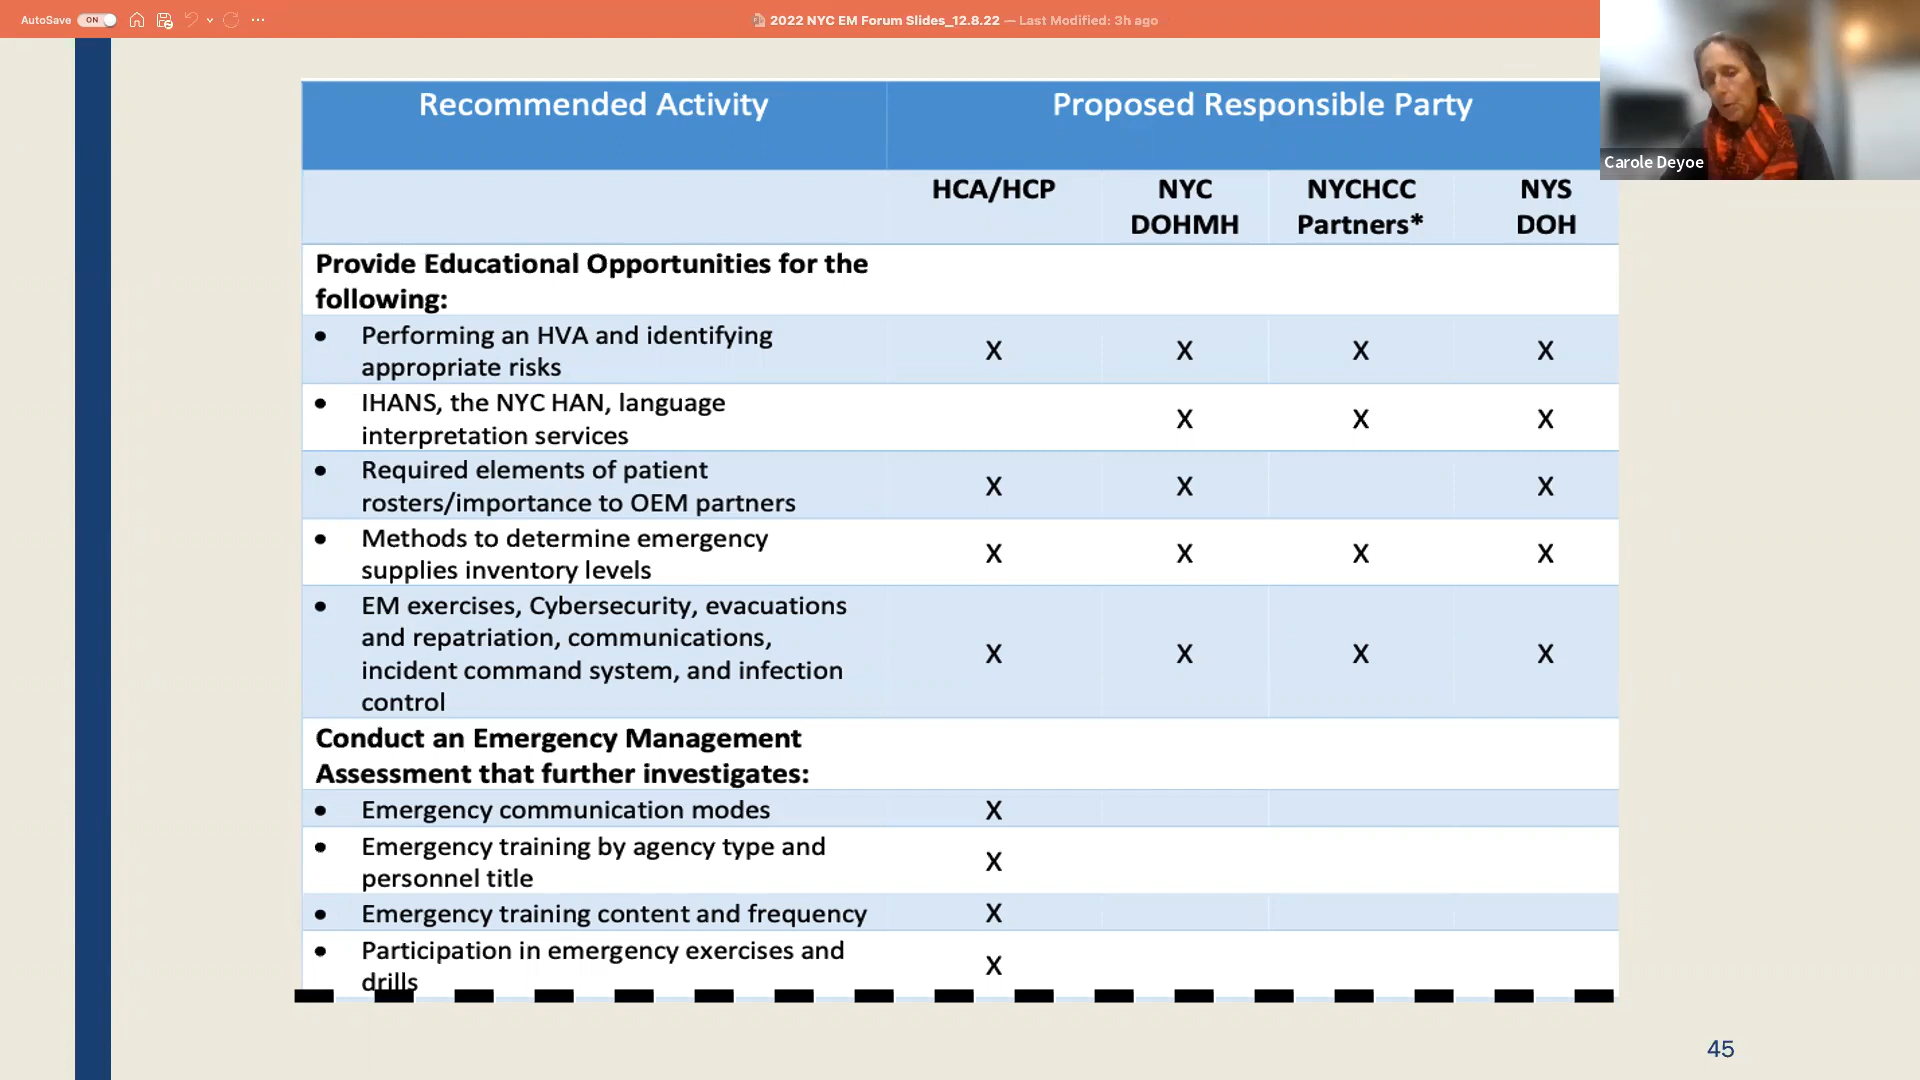 AutoSave ON ... 2022 NYC EM Forum Slides_12.8.22 — Last Modified: 3h ago
Carole Deyoe
Recommended Activity Proposed Responsible Party
HCA/HCP NYC NYCHCC NYS
DOHMH Partners* DOH
Provide Educational Opportunities for the
following:
• Performing an HVA and identifying
appropriate risks X X X X
• IHANS, the NYC HAN, language
interpretation services X X X
• Required elements of patient
rosters/importance to OEM partners X X X
• Methods to determine emergency
supplies inventory levels X X X X
• EM exercises, Cybersecurity, evacuations
and repatriation, communications,
incident command system, and infection X X X X
control
Conduct an Emergency Management
Assessment that further investigates:
• Emergency communication modes X
• Emergency training by agency type and
personnel title X
• Emergency training content and frequency X
• Participation in emergency exercises and
drills X
45